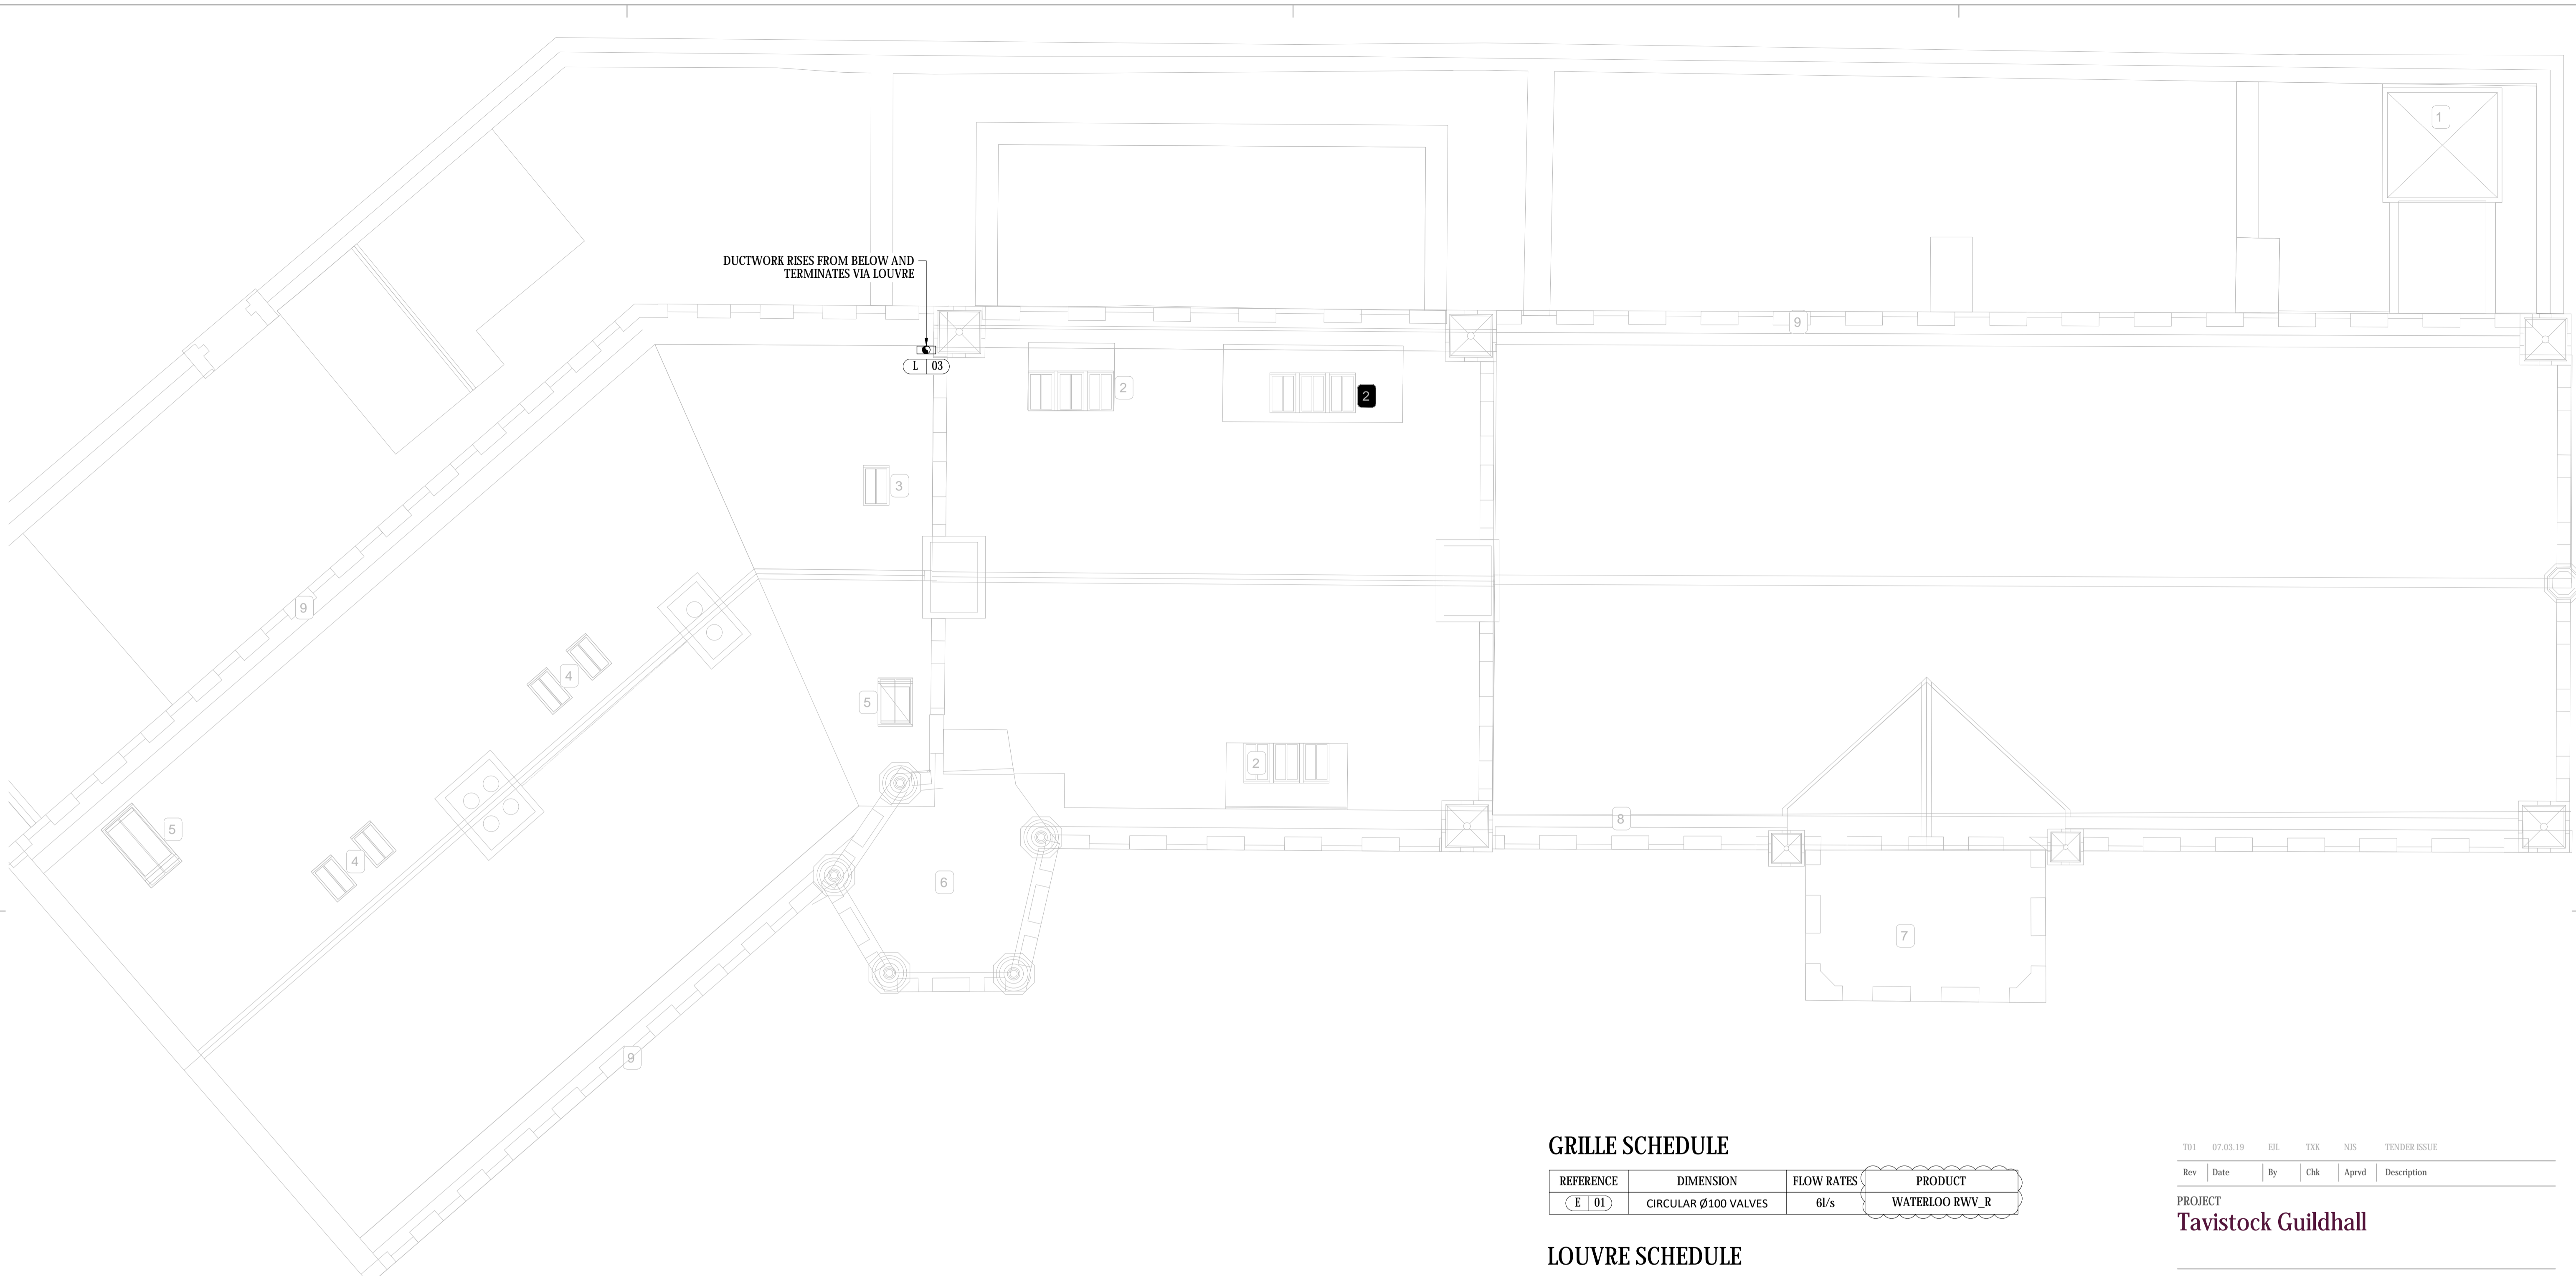 1
DUCTWORK RISES FROM BELOW AND
TERMINATES VIA LOUVRE
9
L 03
2
2
3
9
4
5
2
8
5
4
6
7
9
GRILLE SCHEDULE
REFERENCE DIMENSION FLOW RATES PRODUCT
E 01 CIRCULAR Ø100 VALVES 6l/s WATERLOO RWV_R
LOUVRE SCHEDULE
T01 07.03.19 EJL TXK NJS TENDER ISSUE
Rev Date By Chk Aprvd Description
PROJECT
Tavistock Guildhall